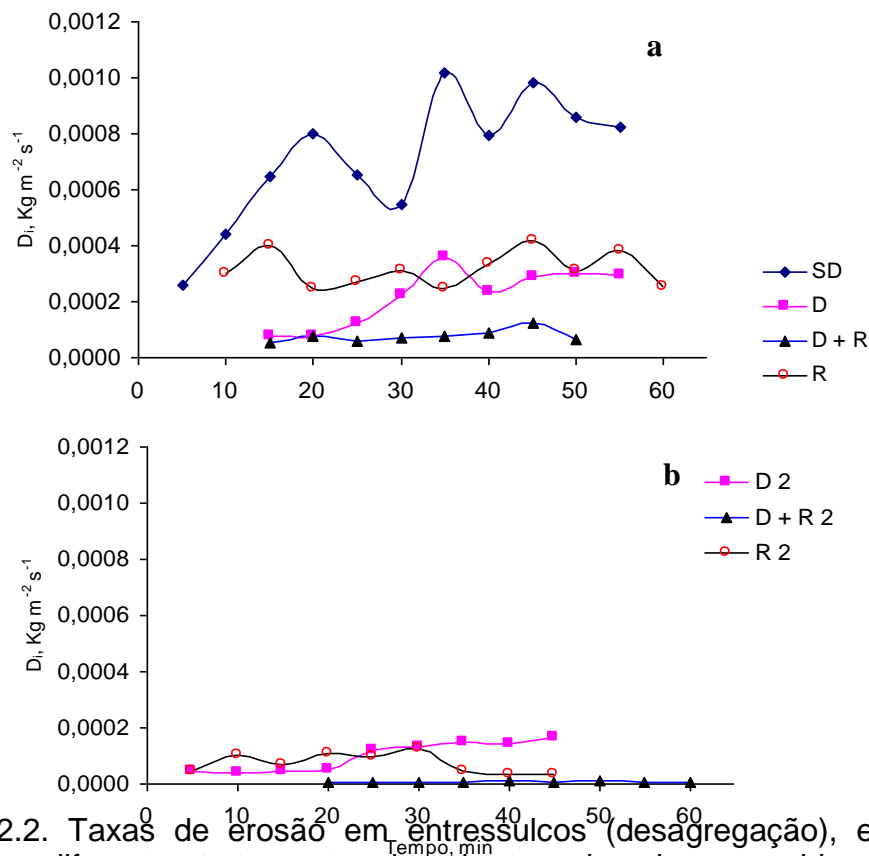 0,0012
a
0,0010
0,0008
0,0006
0,0004
0,0002
0,0000
Di, Kg m-2 s-1
0 10 20 30 40 50 60
SD
D
D + R
R
0,0012
b
0,0010
0,0008
0,0006
0,0004
0,0002
0,0000
Di, Kg m-2 s-1
D 2
D + R 2
R 2
0 10 20 30 40 50 60
Tempo, min
2.2. Taxas de erosão em entressulcos (desagregação), e